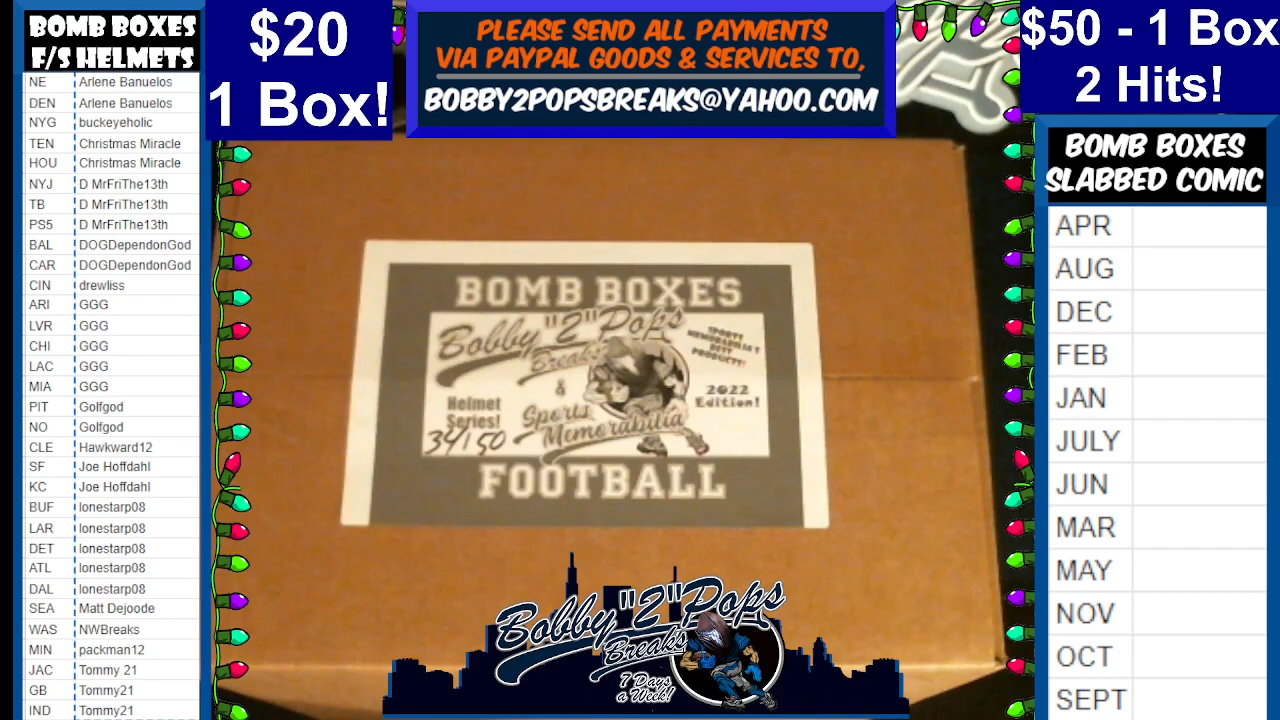 BOMB BOXES
F/S HELMETS
NE Arlene Banuelos
DEN Arlene Banuelos
NYG buckeyeholic
TEN Christmas Miracle
HOU Christmas Miracle
NYJ D MrFriThe13th
TB D MrFriThe13th
PS5 D MrFriThe13th
BAL DOGDependonGod
CAR DOGDependonGod
CIN drewliss
ARI GGG
LVR GGG
CHI GGG
LAC GGG
MIA GGG
PIT Golfgod
NO Golfgod
CLE Hawkward12
SF Joe Hoffdahl
KC Joe Hoffdahl
BUF lonestarp08
LAR lonestarp08
DET lonestarp08
ATL lonestarp08
DAL lonestarp08
SEA Matt Dejoode
WAS NWBreaks
MIN packman12
JAC Tommy 21
GB Tommy21
IND Tommy21
$20
1 Box!
PLEASE SEND ALL PAYMENTS
VIA PAYPAL GOODS & SERVICES TO,
BOBBY2POPSBREAKS@YAHOO.COM
BOMB BOXES
Bobby "2" Pops
Breaks
&
Sports
Memorabilia
SPORTS
MEMORABILIA'S
BEST
PRODUCT!
2022
Edition!
Helmet
Series!
34/50
FOOTBALL
Bobby "2" Pops
Breaks
7 Days
a Week!
$50 - 1 Box
2 Hits!
BOMB BOXES
SLABBED COMIC
APR
AUG
DEC
FEB
JAN
JULY
JUN
MAR
MAY
NOV
OCT
SEPT